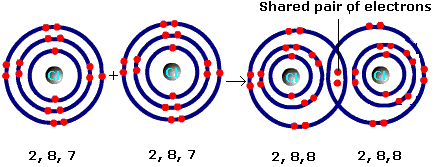 Shared pair of electrons
Cl + Cl → Cl Cl
2, 8, 7 2, 8, 7 2, 8,8 2, 8,8